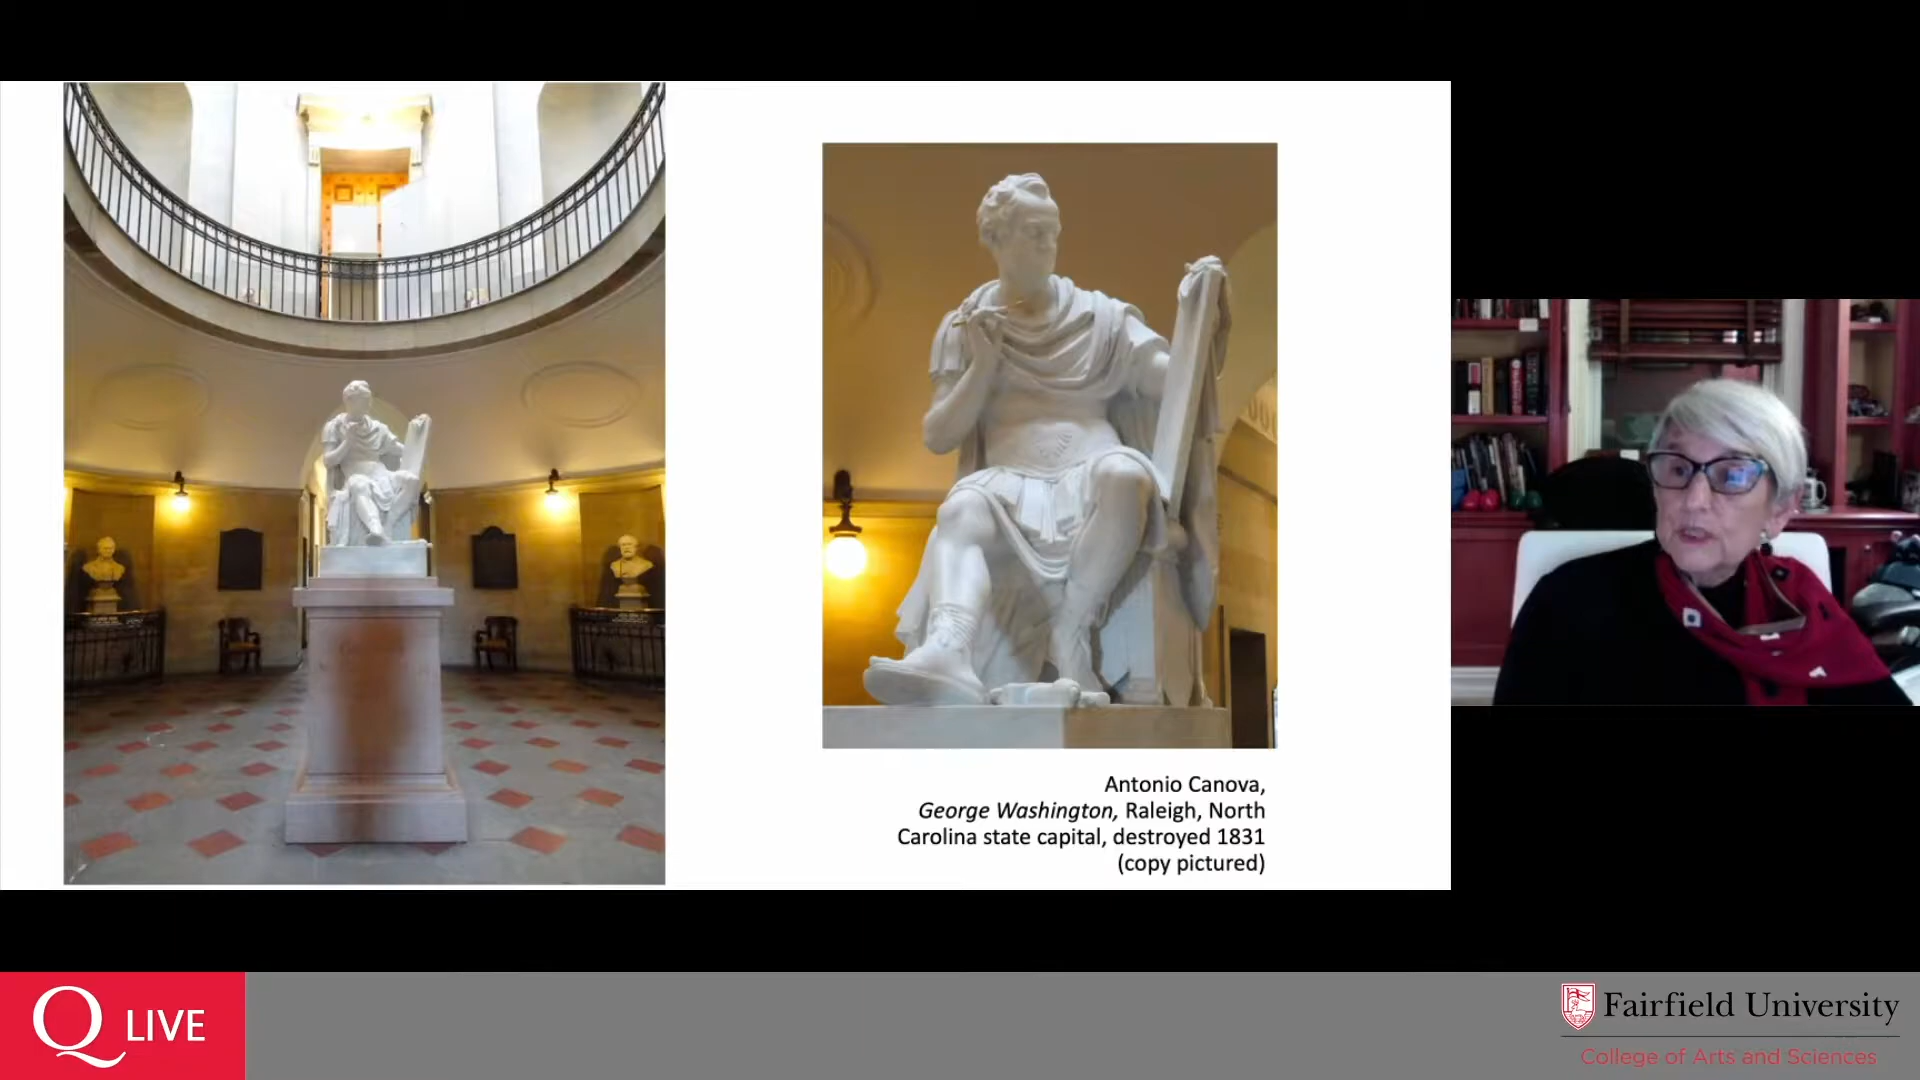 Antonio Canova,
George Washington, Raleigh, North
Carolina state capital, destroyed 1831
(copy pictured)
Q LIVE
Fairfield University
College of Arts and Sciences